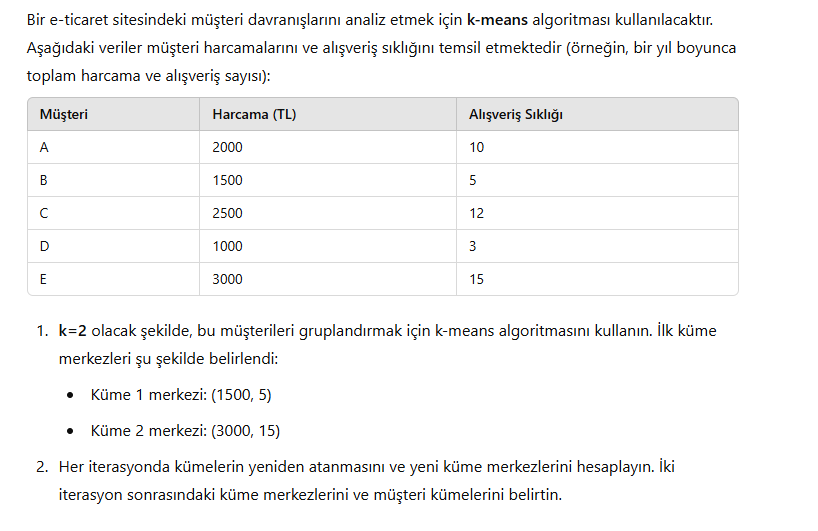 Bir e-ticaret sitesindeki müşteri davranışlarını analiz etmek için k-means algoritması kullanılacaktır.
Aşağıdaki veriler müşteri harcamalarını ve alışveriş sıklığını temsil etmektedir (örneğin, bir yıl boyunca
toplam harcama ve alışveriş sayısı):
Müşteri Harcama (TL) Alışveriş Sıklığı
A 2000 10
B 1500 5
C 2500 12
D 1000 3
E 3000 15
1. k=2 olacak şekilde, bu müşterileri gruplandırmak için k-means algoritmasını kullanın. İlk küme
merkezleri şu şekilde belirlendi:
• Küme 1 merkezi: (1500, 5)
• Küme 2 merkezi: (3000, 15)
2. Her iterasyonda kümelerin yeniden atanmasını ve yeni küme merkezlerini hesaplayın. İki
iterasyon sonrasındaki küme merkezlerini ve müşteri kümelerini belirtin.